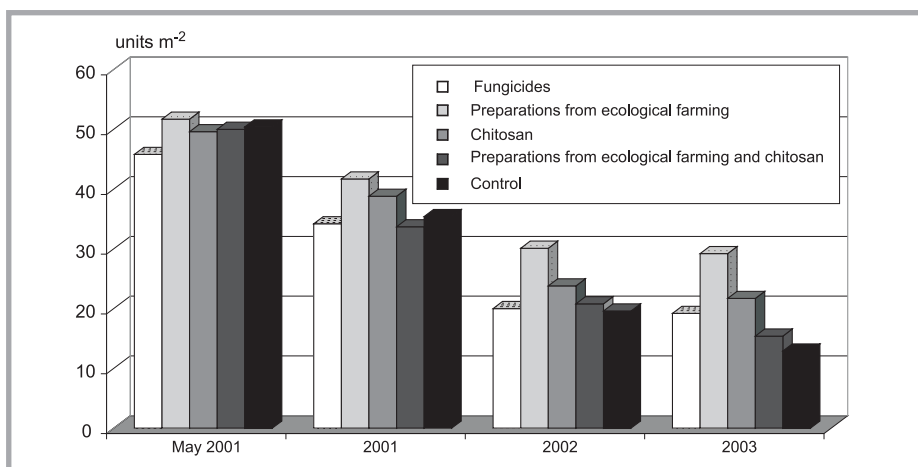 units m-2
60
50
40
30
20
10
0
Fungicides
Preparations from ecological farming
Chitosan
Preparations from ecological farming and chitosan
Control
May 2001 2001 2002 2003